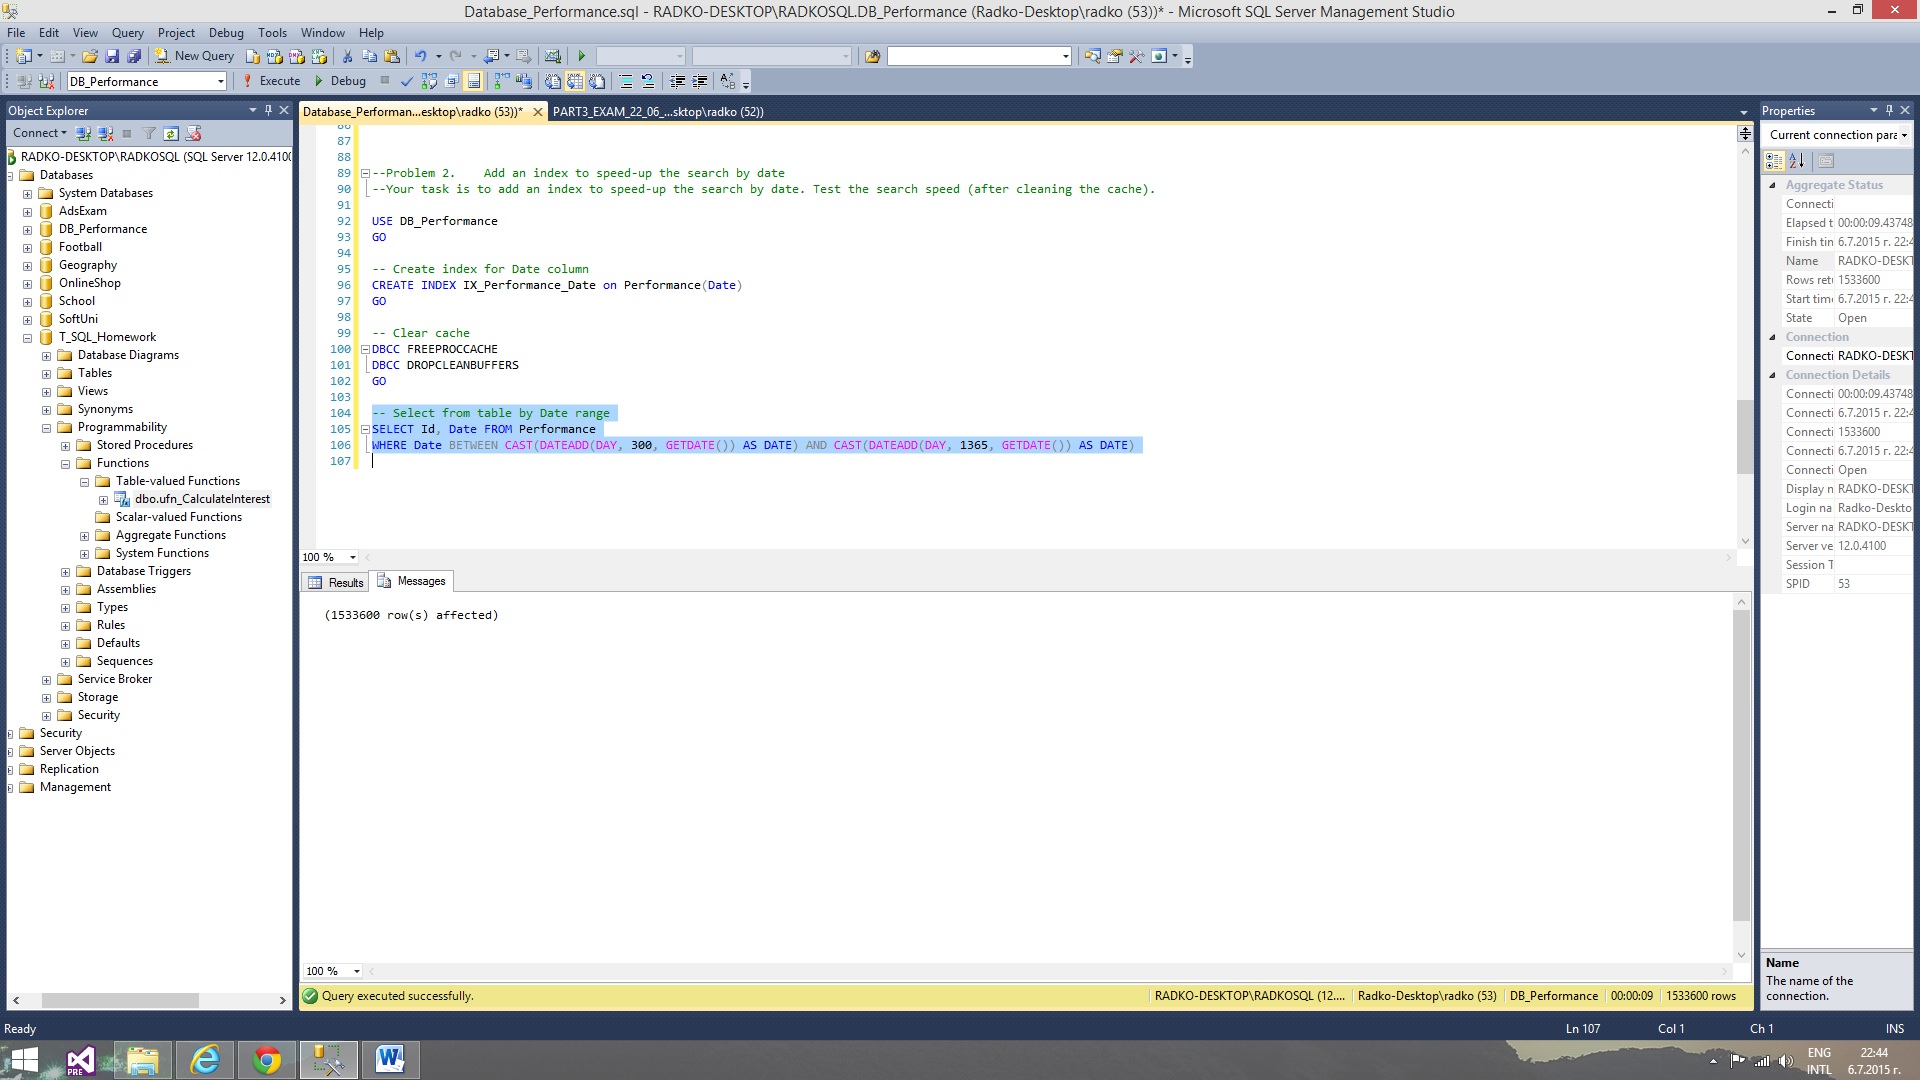 Database_Performance.sql - RADKO-DESKTOP\RADKOSQL.DB_Performance (Radko-Desktop\radko (53))* - Microsoft SQL Server Management Studio
File Edit View Query Project Debug Tools Window Help
New Query
DB_Performance Execute Debug
Object Explorer
Connect
RADKO-DESKTOP\RADKOSQL (SQL Server 12.0.4100
Databases
System Databases
AdsExam
DB_Performance
Football
Geography
OnlineShop
School
SoftUni
T_SQL_Homework
Database Diagrams
Tables
Views
Synonyms
Programmability
Stored Procedures
Functions
Table-valued Functions
dbo.ufn_CalculateInterest
Scalar-valued Functions
Aggregate Functions
System Functions
Database Triggers
Assemblies
Types
Rules
Defaults
Sequences
Service Broker
Storage
Security
Security
Server Objects
Replication
Management
Database_Performan...esktop\radko (53))* PART3_EXAM_22_06_...sktop\radko (52))
86
87
88
89 --Problem 2. Add an index to speed-up the search by date
90 --Your task is to add an index to speed-up the search by date. Test the search speed (after cleaning the cache).
91
92 USE DB_Performance
93 GO
94
95 -- Create index for Date column
96 CREATE INDEX IX_Performance_Date on Performance(Date)
97 GO
98
99 -- Clear cache
100 DBCC FREEPROCCACHE
101 DBCC DROPCLEANBUFFERS
102 GO
103
104 -- Select from table by Date range
105 SELECT Id, Date FROM Performance
106 WHERE Date BETWEEN CAST(DATEADD(DAY, 300, GETDATE()) AS DATE) AND CAST(DATEADD(DAY, 1365, GETDATE()) AS DATE)
107
100 %
Results Messages
(1533600 row(s) affected)
100 %
Query executed successfully. RADKO-DESKTOP\RADKOSQL (12.... Radko-Desktop\radko (53) DB_Performance 00:00:09 1533600 rows
Properties
Current connection para
Aggregate Status
Connecti
Elapsed t 00:00:09.43748
Finish tin 6.7.2015 г. 22:4
Name RADKO-DESKT
Rows reti 1533600
Start time 6.7.2015 г. 22:4
State Open
Connection
Connecti RADKO-DESKT
Connection Details
Connecti 00:00:09.43748
Connecti 6.7.2015 г. 22:4
Connecti 1533600
Connecti 6.7.2015 г. 22:4
Connecti Open
Display n RADKO-DESKT
Login na Radko-Deskto
Server na RADKO-DESKT
Server ve 12.0.4100
Session T
SPID 53
Name
The name of the
connection.
Ready Ln 107 Col 1 Ch 1 INS
PRE
ENG
INTL
22:44
6.7.2015 г.